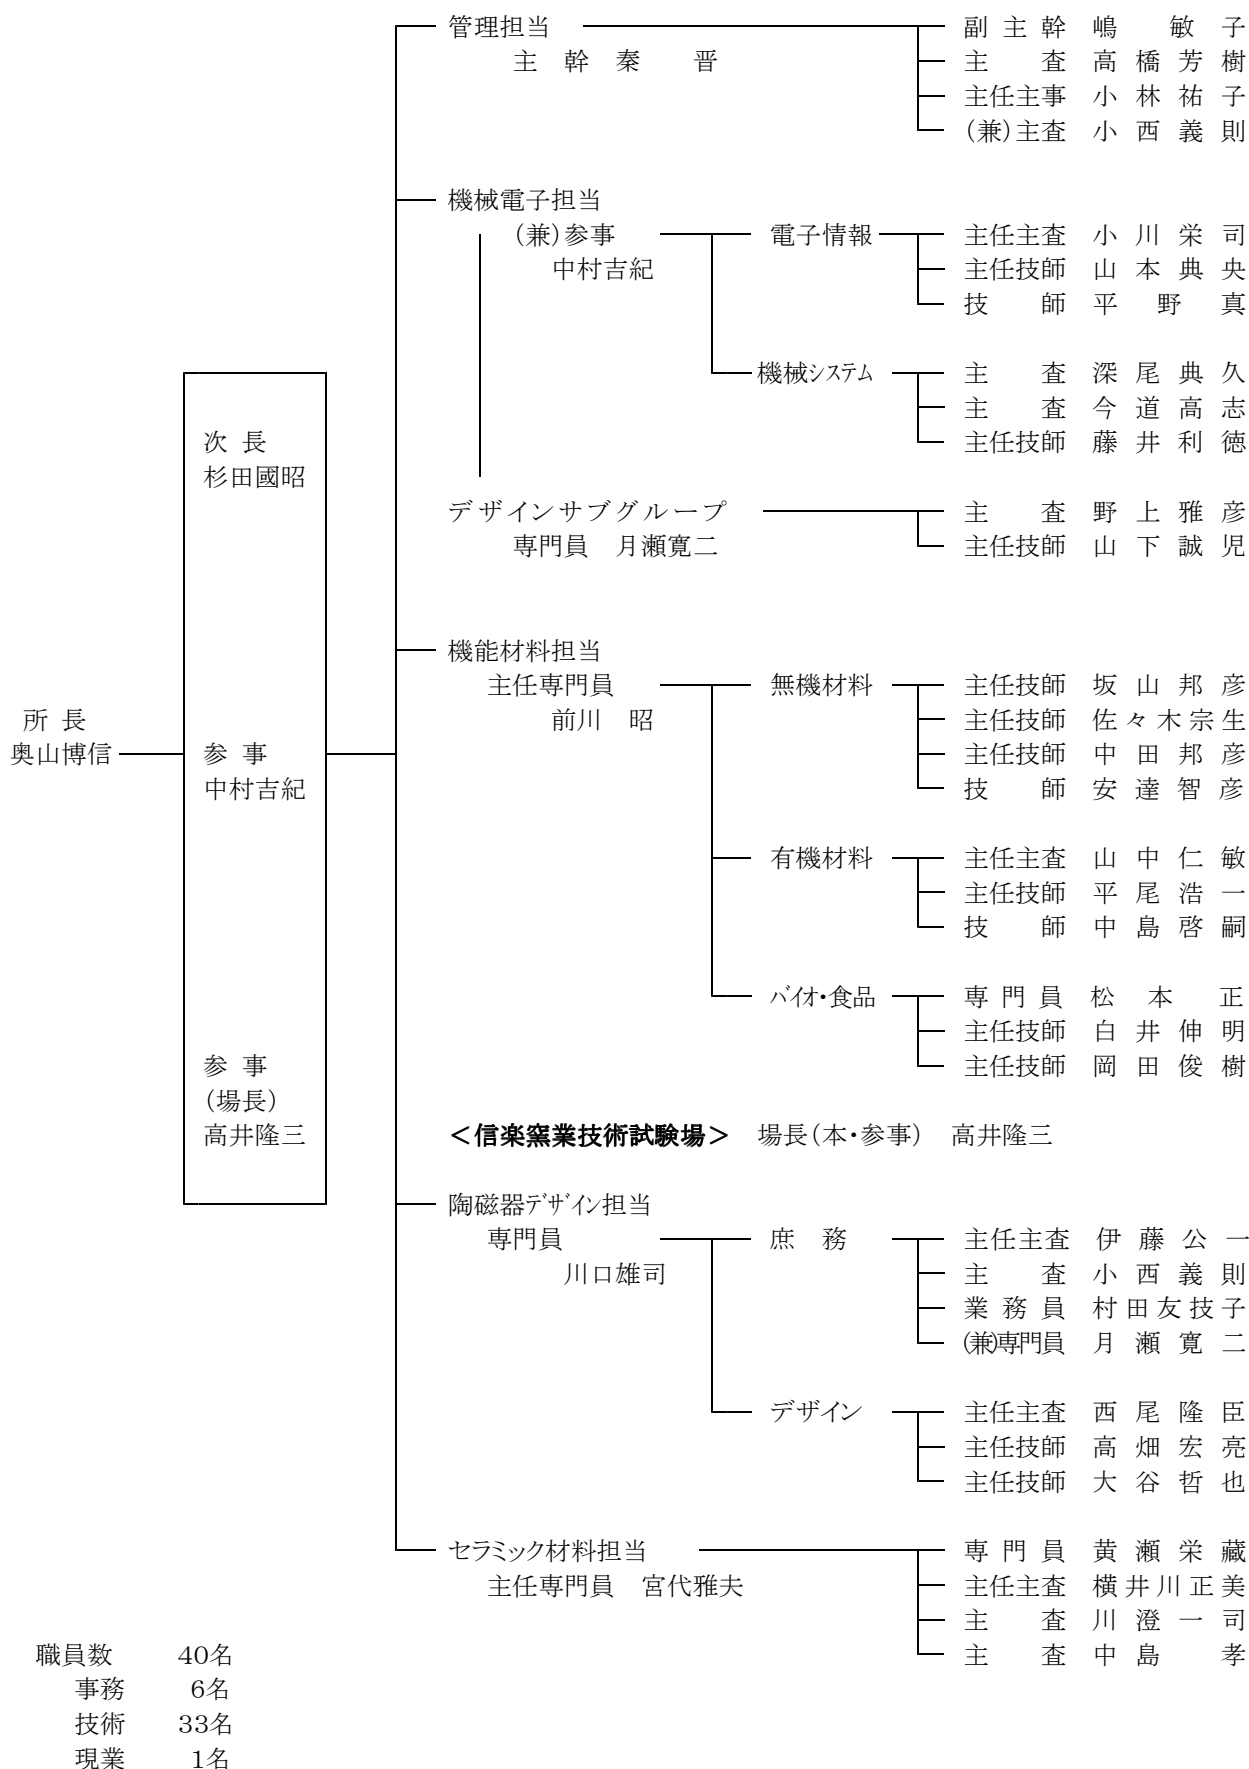 管理担当 副主幹 嶋 敏子
主幹 秦 晋 主査 高橋芳樹
主任主事 小林祐子
(兼)主査 小西義則
機械電子担当
(兼)参事 電子情報 主任主査 小川栄司
中村吉紀 主任技師 山本典央
技師 平野 真
機械システム 主査 深尾典久
主査 今道高志
次長 主任技師 藤井利徳
杉田國昭
デザインサブグループ 主査 野上雅彦
専門員 月瀬寛二 主任技師 山下誠児
機能材料担当
主任専門員 無機材料 主任技師 坂山邦彦
所長 前川 昭 主任技師 佐々木宗生
奥山博信 参事 主任技師 中田邦彦
中村吉紀 技師 安達智彦
有機材料 主任主査 山中仁敏
主任技師 平尾浩一
技師 中島啓嗣
バイオ・食品 専門員 松本 正
主任技師 白井伸明
参事 主任技師 岡田俊樹
(場長)
高井隆三 <信楽窯業技術試験場> 場長(本・参事) 高井隆三
陶磁器デザイン担当
専門員 庶務 主任主査 伊藤公一
川口雄司 主査 小西義則
業務員 村田友技子
(兼)専門員 月瀬寛二
デザイン 主任主査 西尾隆臣
主任技師 高畑宏亮
主任技師 大谷哲也
セラミック材料担当 専門員 黄瀬栄藏
主任専門員 宮代雅夫 主任主査 横井川正美
主査 川澄一司
職員数 40名 主査 中島 孝
事務 6名
技術 33名
現業 1名